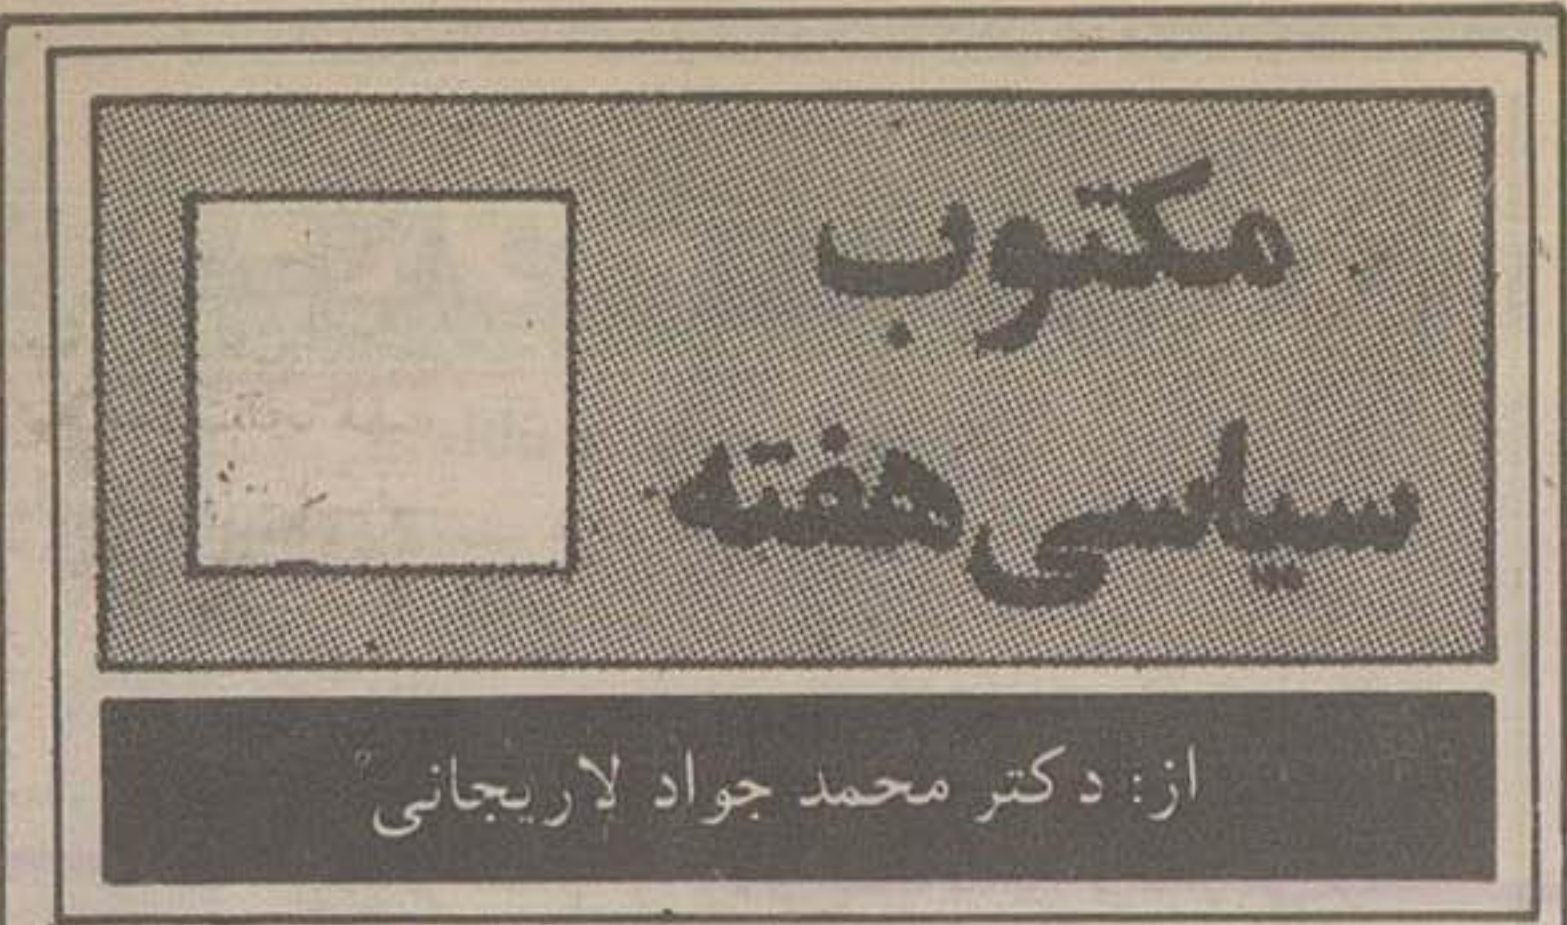 مکتوب
سیاسی هفته
از: دکتر محمد جواد لاریجانی